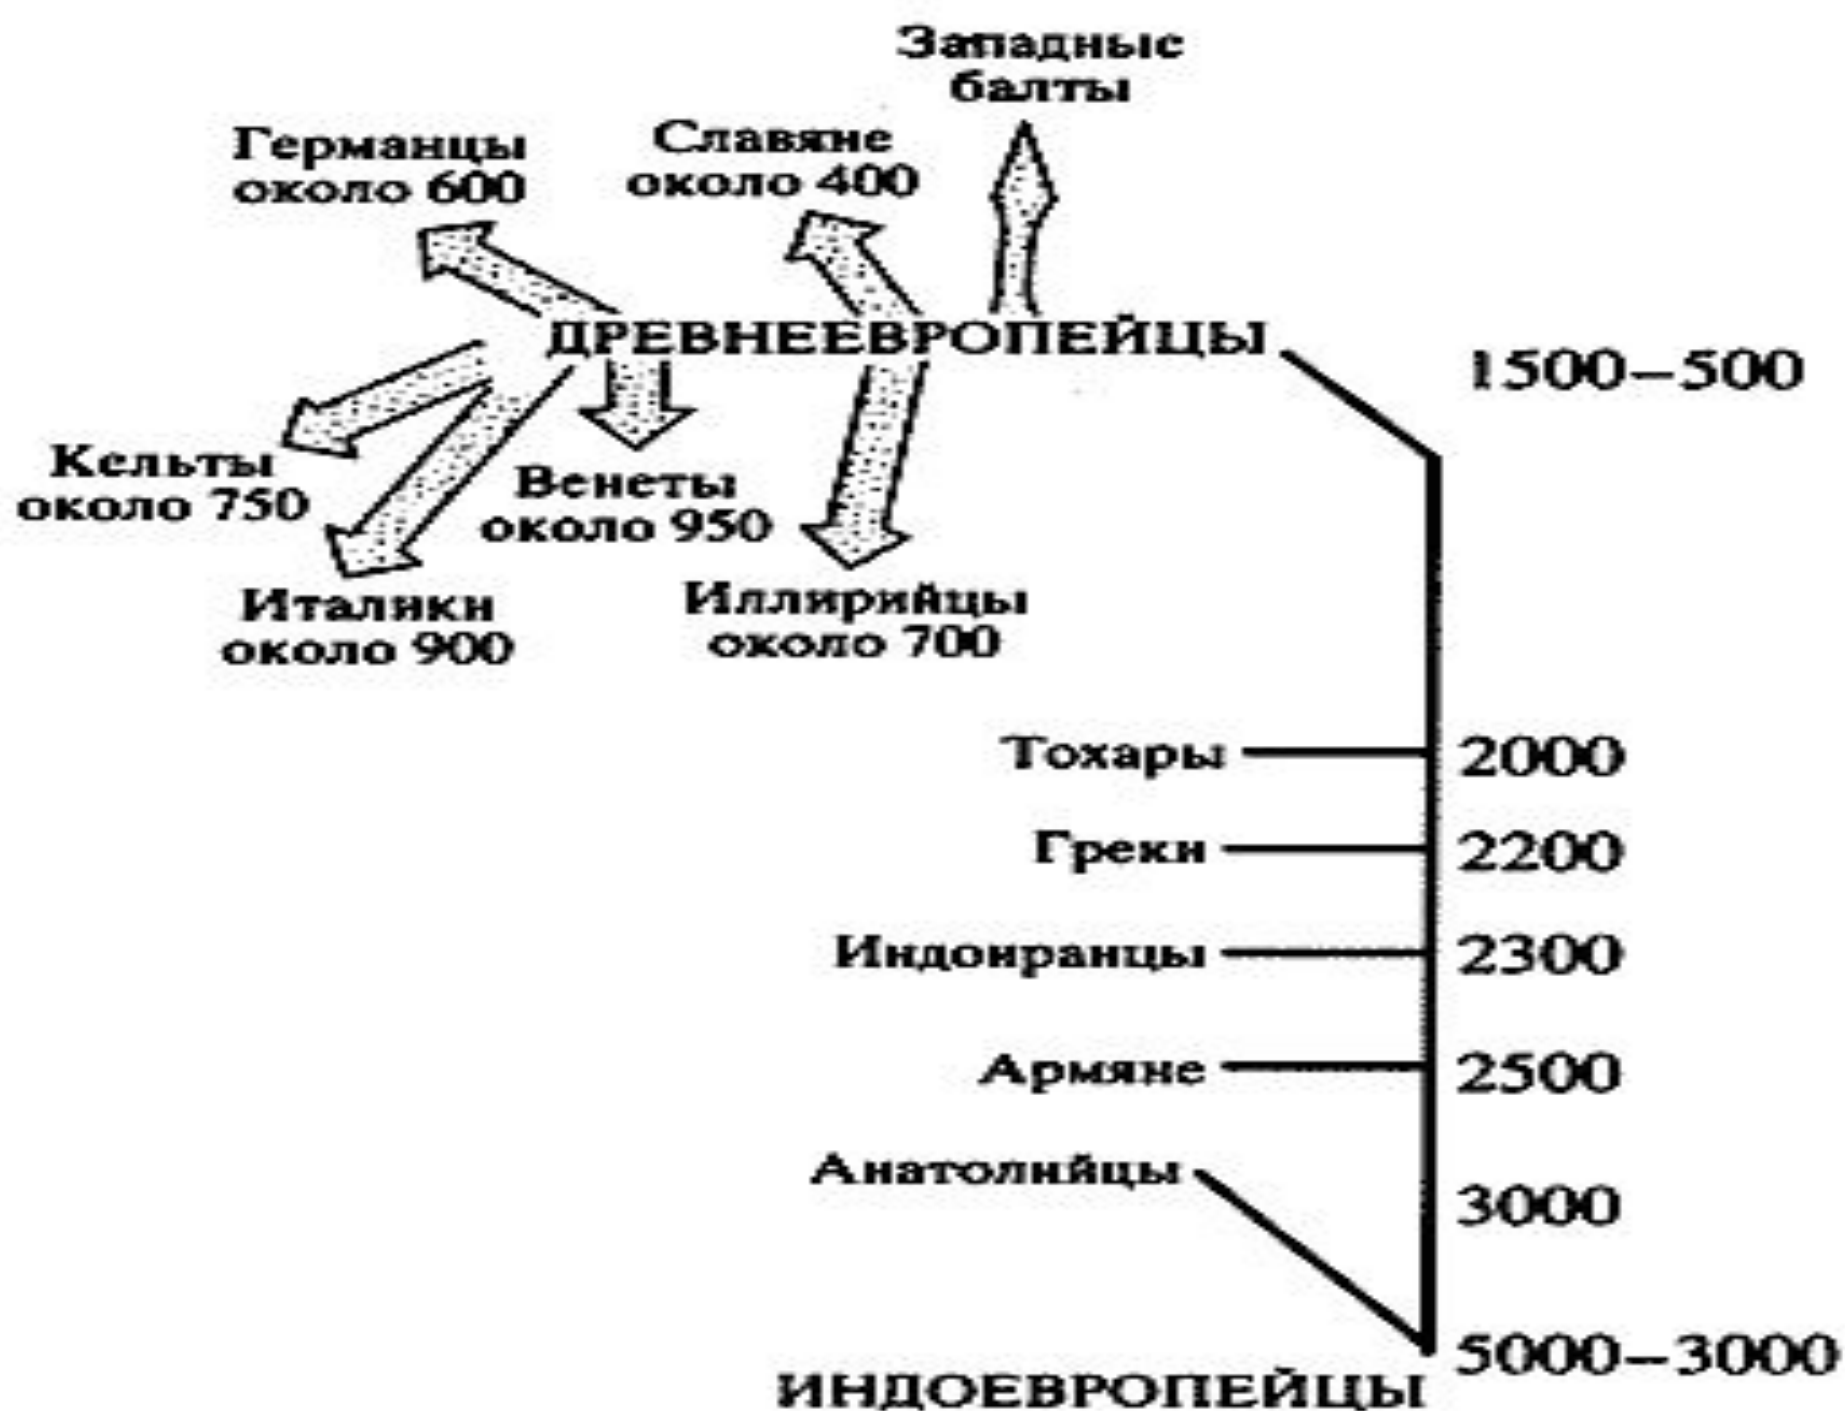 Западные
балты
Германцы
около 600
Славяне
около 400
ДРЕВНЕЕВРОПЕЙЦЫ
1500–500
Кельты
около 750
Венеты
около 950
Италики
около 900
Иллирийцы
около 700
Тохары
2000
Греки
2200
Индоиранцы
2300
Армяне
2500
Анатолийцы
3000
5000–3000
ИНДОЕВРОПЕЙЦЫ